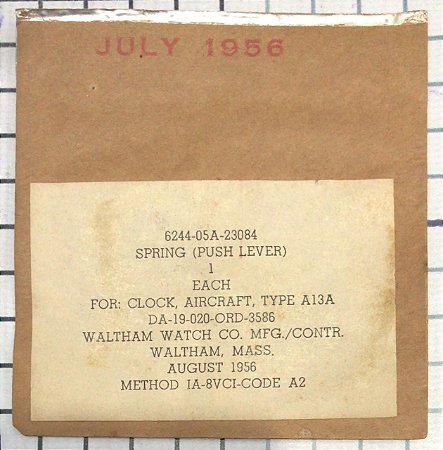 JULY 1956
6244-05A-23084
SPRING (PUSH LEVER)
1
EACH
FOR: CLOCK, AIRCRAFT, TYPE A13A
DA-19-020-ORD-3586
WALTHAM WATCH CO. MFG./CONTR.
WALTHAM, MASS.
AUGUST 1956
METHOD IA-8VCI-CODE A2